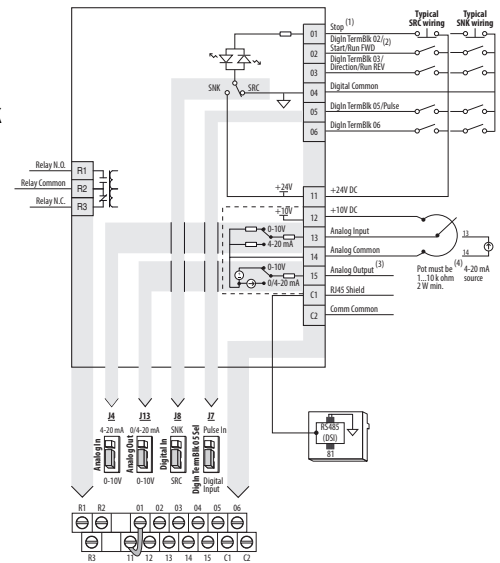 Typical SRC wiring
Typical SNK wiring
01 Stop (1)
DigIn TermBlk 02/ (2)
02 Start/Run FWD
DigIn TermBlk 03/
03 Direction/Run REV
SNK SRC
04 Digital Common
05 DigIn TermBlk 05/Pulse
06 DigIn TermBlk 06
Relay N.O. R1
Relay Common R2
Relay N.C. R3
+24V 11 +24V DC
+10V 12 +10V DC
0-10V
4-20 mA
13 Analog Input
14 Analog Common
0-10V
0/4-20 mA
15 Analog Output (3)
C1 RJ45 Shield
C2 Comm Common
13
14
Pot must be (4)
1...10 k ohm
2 W min.
4-20 mA
source
J4 J13 J8 J7
4-20 mA 0/4-20 mA SNK Pulse In
Analog In
Analog Out
Digital In
DigIn TermBlk 05 Sel
0-10V 0-10V SRC Digital
Input
RS485
(DSI)
81
R1 R2 01 02 03 04 05 06
R3 11 12 13 14 15 C1 C2